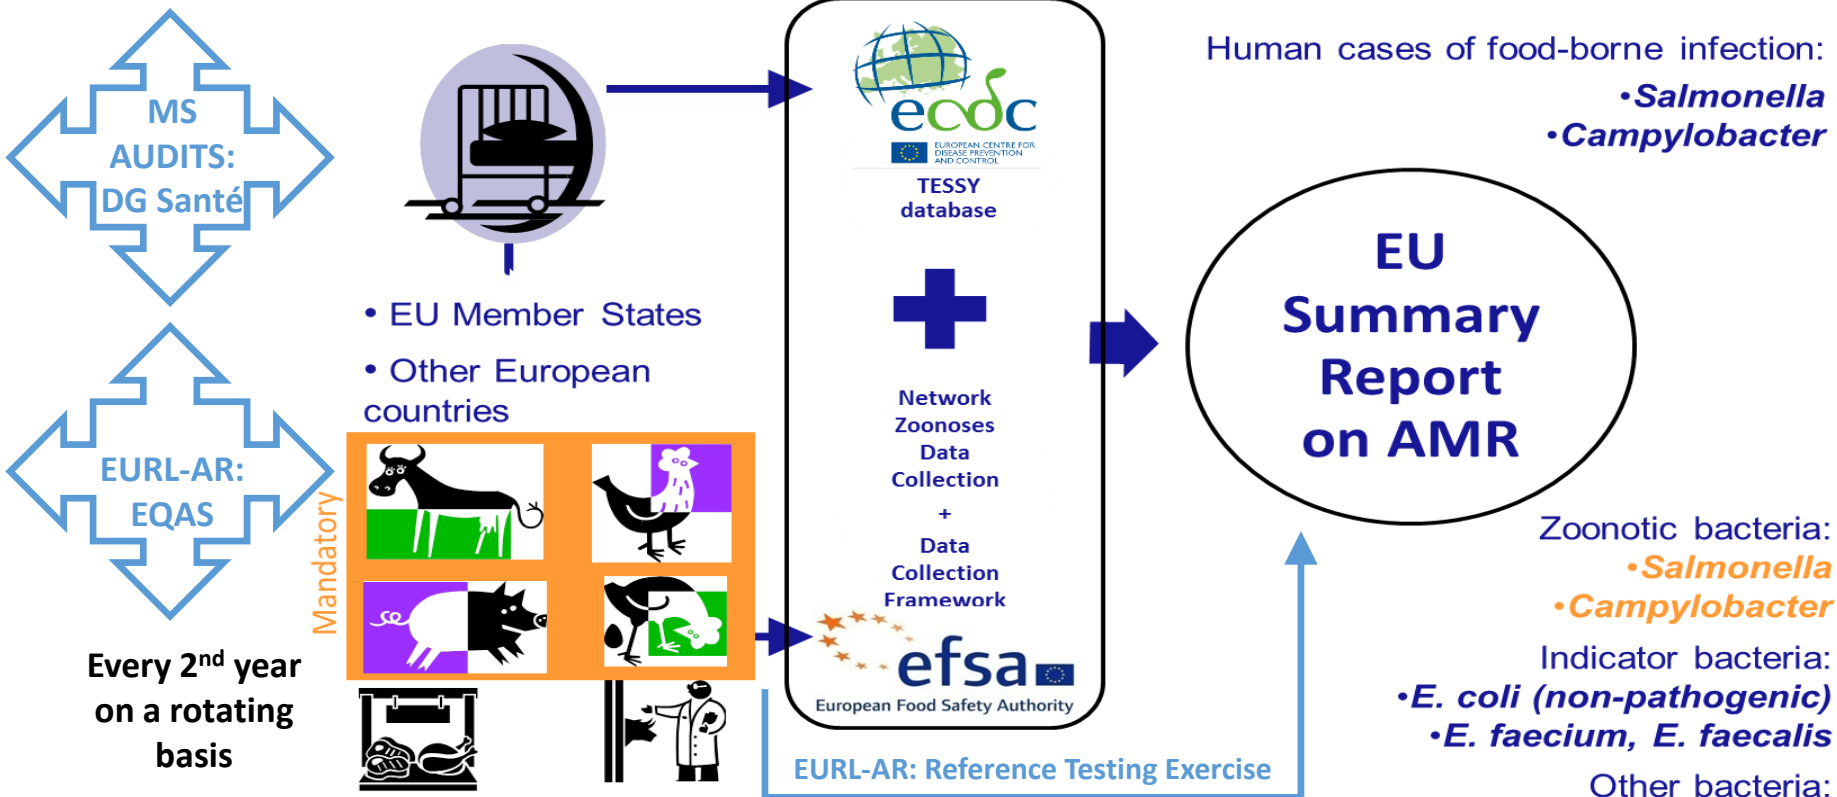 MS
AUDITS:
DG Santé
EURL-AR:
EQAS
Every 2nd year
on a rotating
basis
• EU Member States
• Other European
countries
Mandatory
ecdc
EUROPEAN CENTRE FOR
DISEASE PREVENTION
AND CONTROL
TESSY
database
Network
Zoonoses
Data
Collection
+
Data
Collection
Framework
efsa
European Food Safety Authority
EURL-AR: Reference Testing Exercise
Human cases of food-borne infection:
•Salmonella
•Campylobacter
EU
Summary
Report
on AMR
Zoonotic bacteria:
•Salmonella
•Campylobacter
Indicator bacteria:
•E. coli (non-pathogenic)
•E. faecium, E. faecalis
Other bacteria: